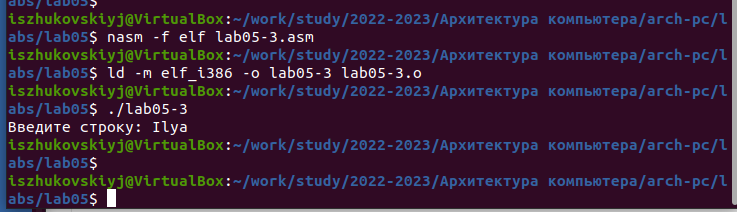 abs/lab05$
iszhukovskiyj@VirtualBox:~/work/study/2022-2023/Архитектура компьютера/arch-pc/l
abs/lab05$ nasm -f elf lab05-3.asm
iszhukovskiyj@VirtualBox:~/work/study/2022-2023/Архитектура компьютера/arch-pc/l
abs/lab05$ ld -m elf_i386 -o lab05-3 lab05-3.o
iszhukovskiyj@VirtualBox:~/work/study/2022-2023/Архитектура компьютера/arch-pc/l
abs/lab05$ ./lab05-3
Введите строку: Ilya
iszhukovskiyj@VirtualBox:~/work/study/2022-2023/Архитектура компьютера/arch-pc/l
abs/lab05$
iszhukovskiyj@VirtualBox:~/work/study/2022-2023/Архитектура компьютера/arch-pc/l
abs/lab05$